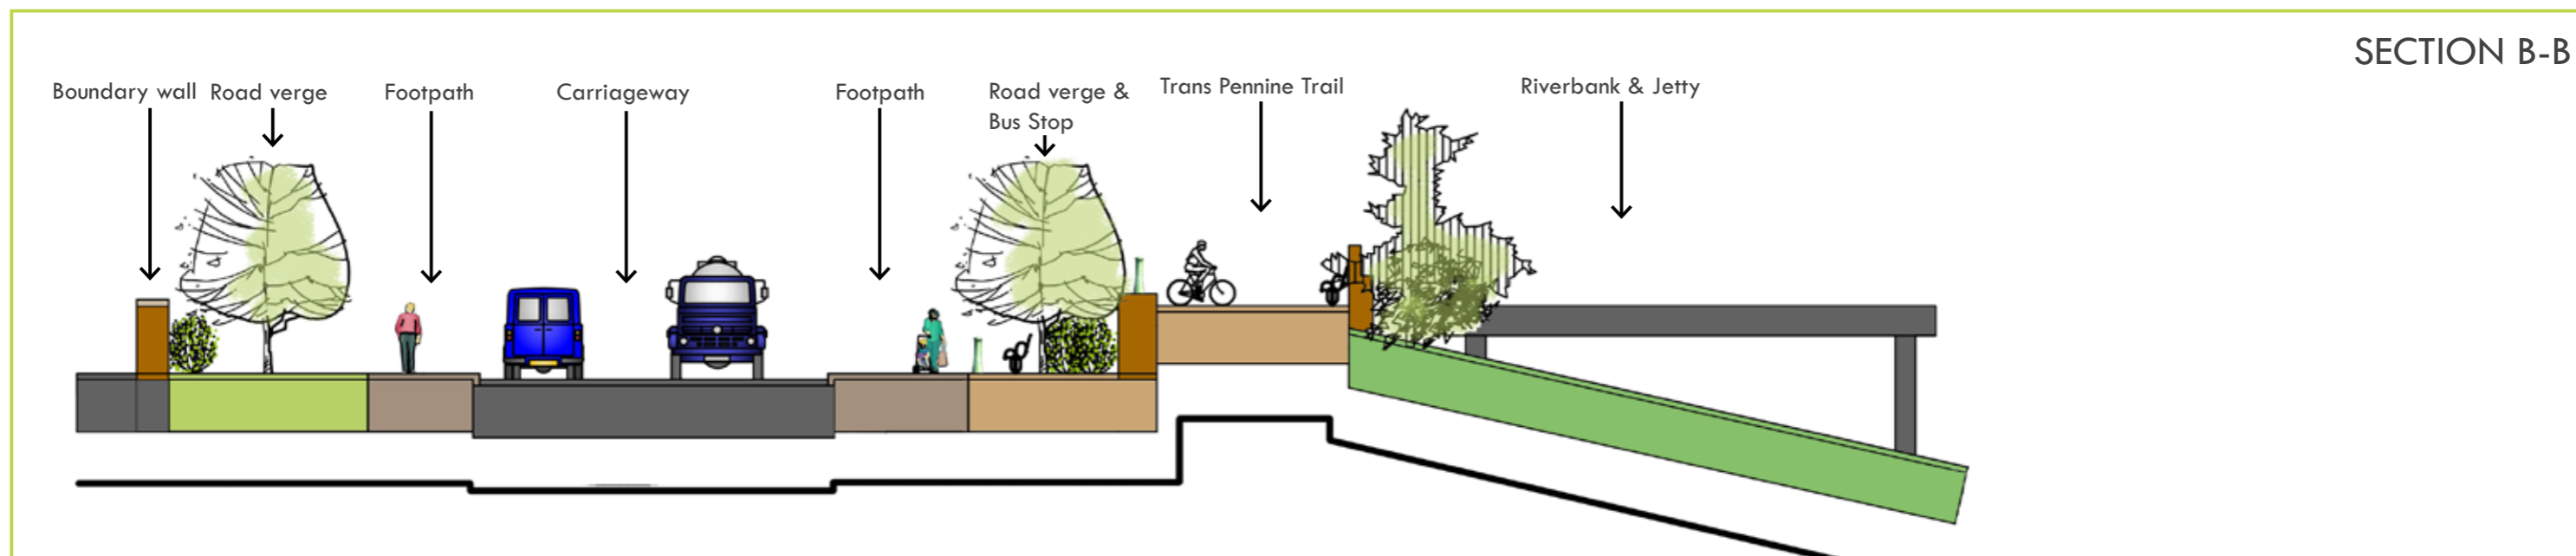 SECTION B-B
Boundary wall
Road verge
Footpath
Carriageway
Footpath
Road verge &
Bus Stop
Trans Pennine Trail
Riverbank & Jetty